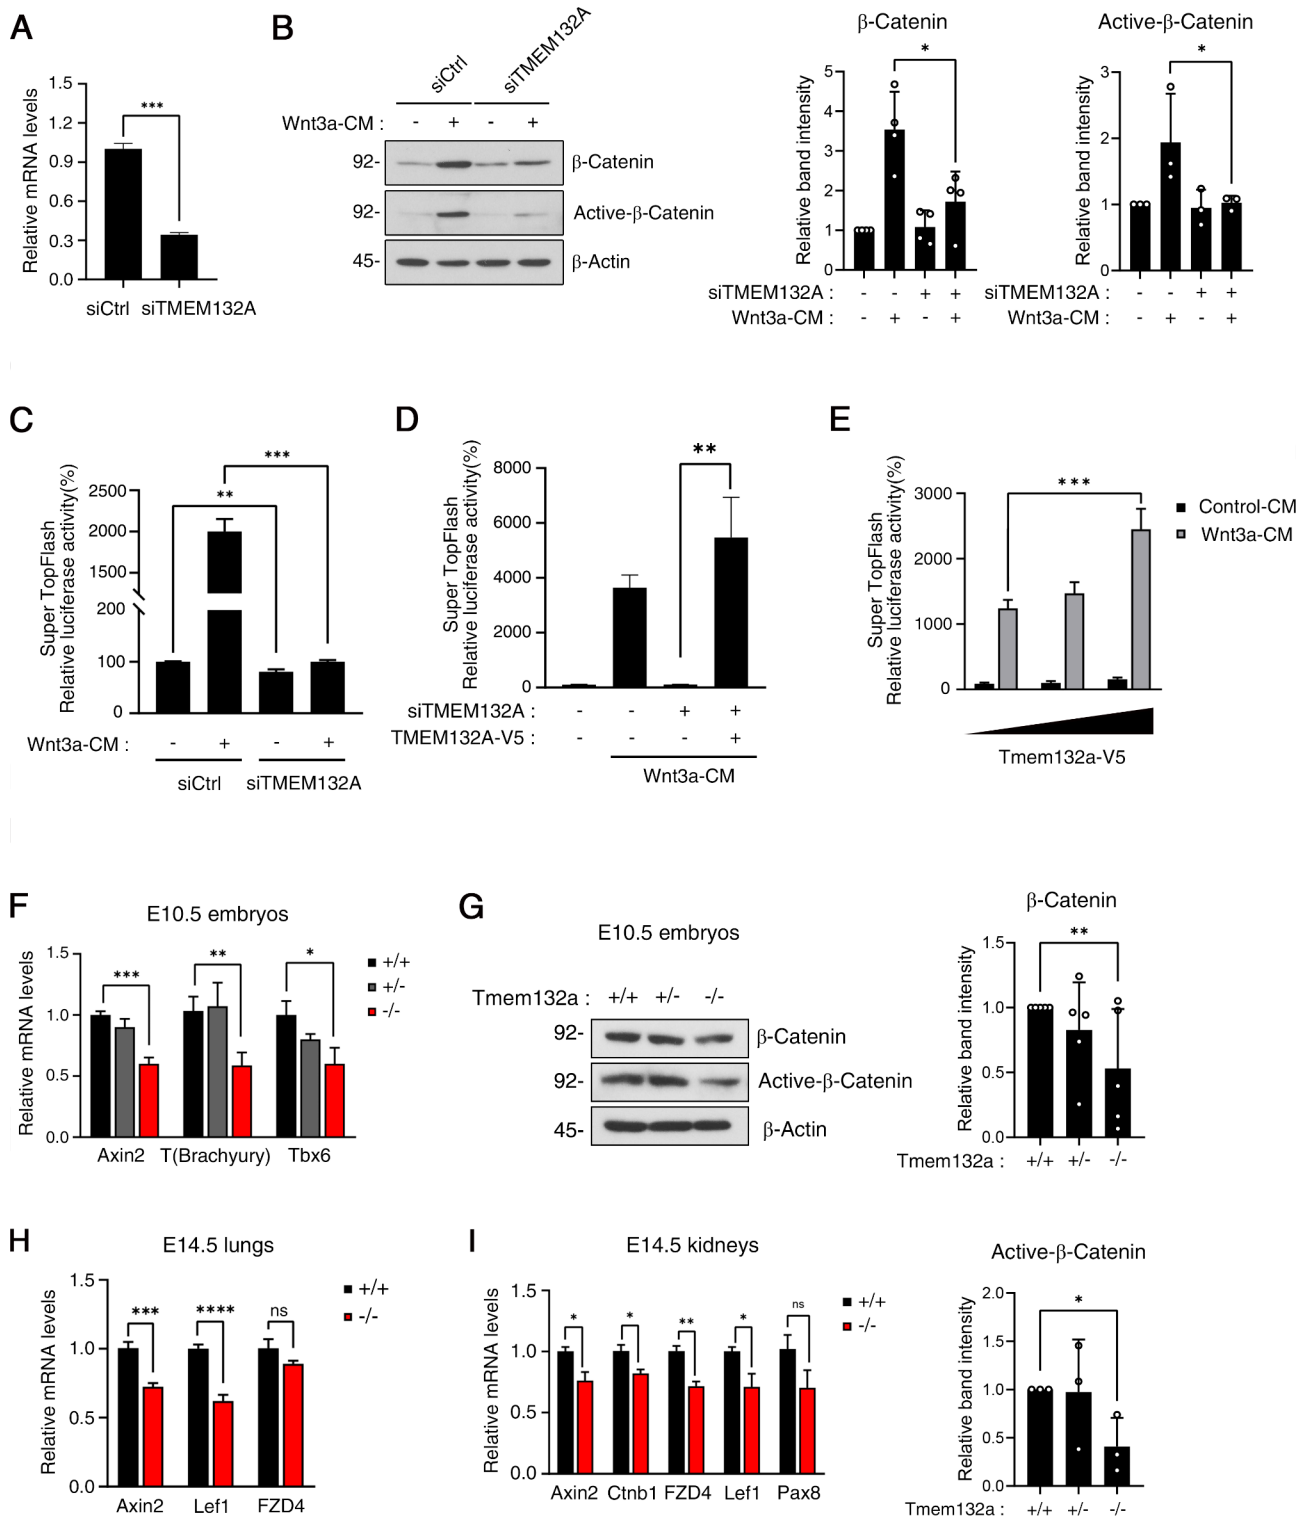 A
Relative mRNA levels
1.5
1.2
0.9
0.6
0.3
0.0
***
siCtrl siTMEM132A
B
siCtrl siTMEM132A
Wnt3a-CM : - + - +
92- β-Catenin
92- Active-β-Catenin
45- β-Actin
β-Catenin
Relative band intensity
5
4
3
2
1
0
*
siTMEM132A : - - + +
Wnt3a-CM : - + - +
Active-β-Catenin
Relative band intensity
3
2
1
0
*
siTMEM132A : - - + +
Wnt3a-CM : - + - +
C
Super TopFlash
Relative luciferase activity(%)
2500
2000
1500
200
100
0
***
**
Wnt3a-CM : - + - +
siCtrl siTMEM132A
D
Super TopFlash
Relative luciferase activity(%)
8000
6000
4000
2000
0
**
siTMEM132A : - - + +
TMEM132A-V5 : - - - +
Wnt3a-CM
E
Super TopFlash
Relative luciferase activity(%)
3000
2000
1000
0
***
Control-CM
Wnt3a-CM
Tmem132a-V5
F
E10.5 embryos
Relative mRNA levels
1.5
1.0
0.5
0.0
***
**
*
+/+
+/-
-/-
Axin2 T(Brachyury) Tbx6
G
E10.5 embryos
Tmem132a : +/+ +/- -/-
92- β-Catenin
92- Active-β-Catenin
45- β-Actin
β-Catenin
Relative band intensity
1.5
1.0
0.5
0.0
**
Tmem132a : +/+ +/- -/-
H
E14.5 lungs
Relative mRNA levels
1.5
1.0
0.5
0.0
***
****
ns
+/+
-/-
Axin2 Lef1 FZD4
I
E14.5 kidneys
Relative mRNA levels
1.5
1.0
0.5
0.0
*
*
**
*
ns
+/+
-/-
Axin2 Ctnb1 FZD4 Lef1 Pax8
Active-β-Catenin
Relative band intensity
2.0
1.5
1.0
0.5
0.0
*
Tmem132a : +/+ +/- -/-